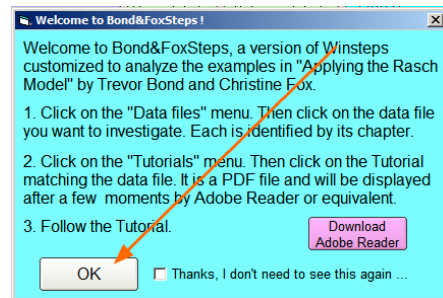 Welcome to Bond&FoxSteps !
Welcome to Bond&FoxSteps, a version of Winsteps
customized to analyze the examples in "Applying the Rasch
Model" by Trevor Bond and Christine Fox.
1. Click on the "Data files" menu. Then click on the data file
you want to investigate. Each is identified by its chapter.
2. Click on the "Tutorials" menu. Then click on the Tutorial
matching the data file. It is a PDF file and will be displayed
after a few moments by Adobe Reader or equivalent.
3. Follow the Tutorial.
Download
Adobe Reader
OK
Thanks, I don't need to see this again ...